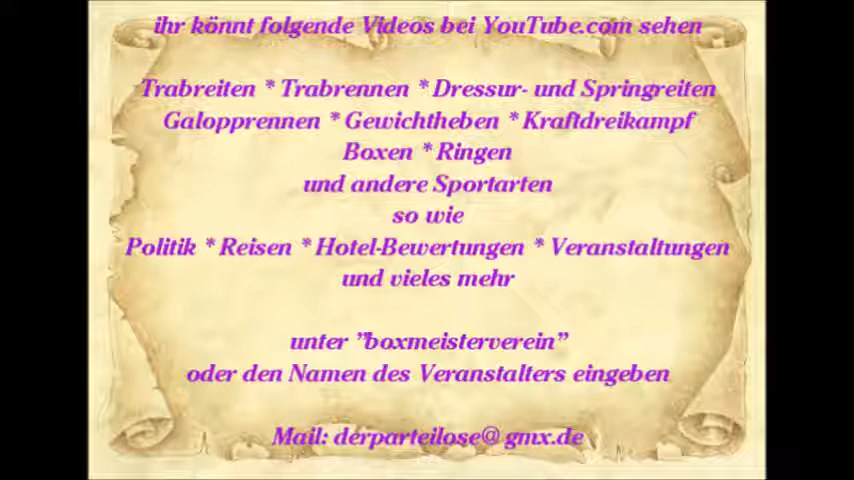 ihr könnt folgende Videos bei YouTube.com sehen
Trabreiten * Trabrennen * Dressur- und Springreiten
Galopprennen * Gewichtheben * Kraftdreikampf
Boxen * Ringen
und andere Sportarten
so wie
Politik * Reisen * Hotel-Bewertungen * Veranstaltungen
und vieles mehr
unter "boxmeisterverein"
oder den Namen des Veranstalters eingeben
Mail: derparteilose@gmx.de